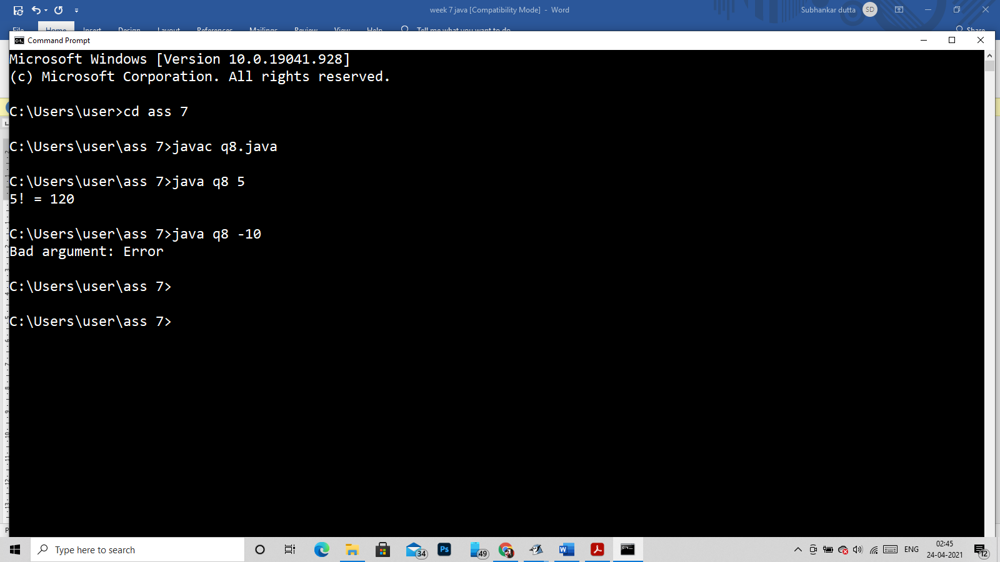 week 7 java [Compatibility Mode] - Word
Subhankar dutta
SD
File Home Insert Design Layout References Mailings Review View Help Tell me what you want to do
Share
Command Prompt
Microsoft Windows [Version 10.0.19041.928]
(c) Microsoft Corporation. All rights reserved.
C:\Users\user>cd ass 7
C:\Users\user\ass 7>javac q8.java
C:\Users\user\ass 7>java q8 5
5! = 120
C:\Users\user\ass 7>java q8 -10
Bad argument: Error
C:\Users\user\ass 7>
C:\Users\user\ass 7>
Type here to search
34
Ps
49
ENG
02:45
24-04-2021
12